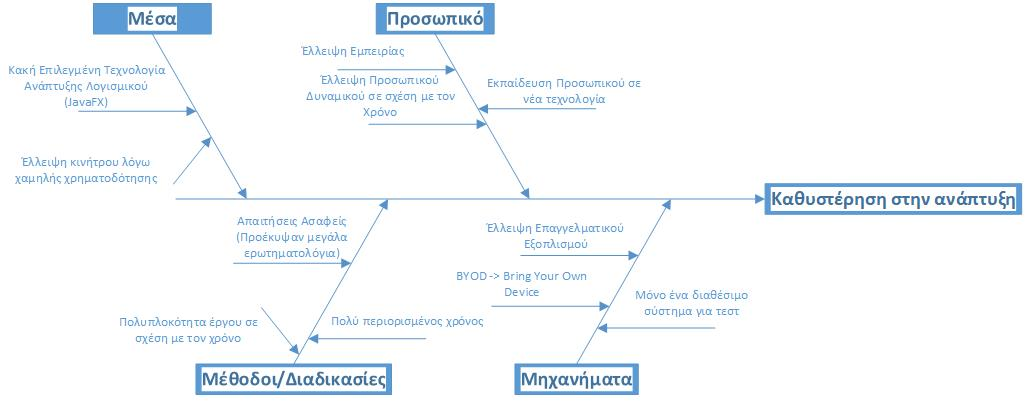 Μέσα
Προσωπικό
Έλλειψη Εμπειρίας
Κακή Επιλεγμένη Τεχνολογία
Ανάπτυξης Λογισμικού
(JavaFX)
Έλλειψη Προσωπικού
Δυναμικού σε σχέση με τον
Χρόνο
Εκπαίδευση Προσωπικού σε
νέα τεχνολογία
Έλλειψη κινήτρου λόγω
χαμηλής χρηματοδότησης
Καθυστέρηση στην ανάπτυξη
Απαιτήσεις Ασαφείς
(Προέκυψαν μεγάλα
ερωτηματολόγια)
Έλλειψη Επαγγελματικού
Εξοπλισμού
BYOD -> Bring Your Own
Device
Μόνο ένα διαθέσιμο
σύστημα για τεστ
Πολυπλοκότητα έργου σε
σχέση με τον χρόνο
Πολύ περιορισμένος χρόνος
Μέθοδοι/Διαδικασίες
Μηχανήματα